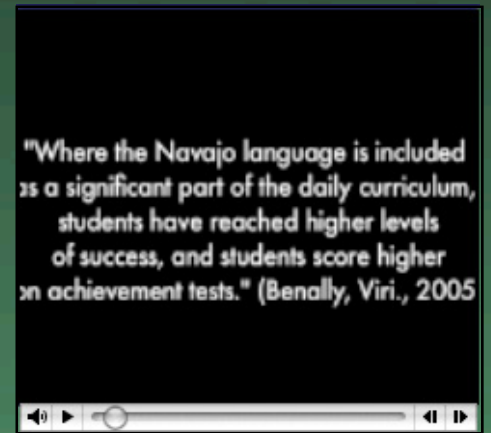 "Where the Navajo language is included
as a significant part of the daily curriculum,
students have reached higher levels
of success, and students score higher
on achievement tests." (Benally, Viri., 2005